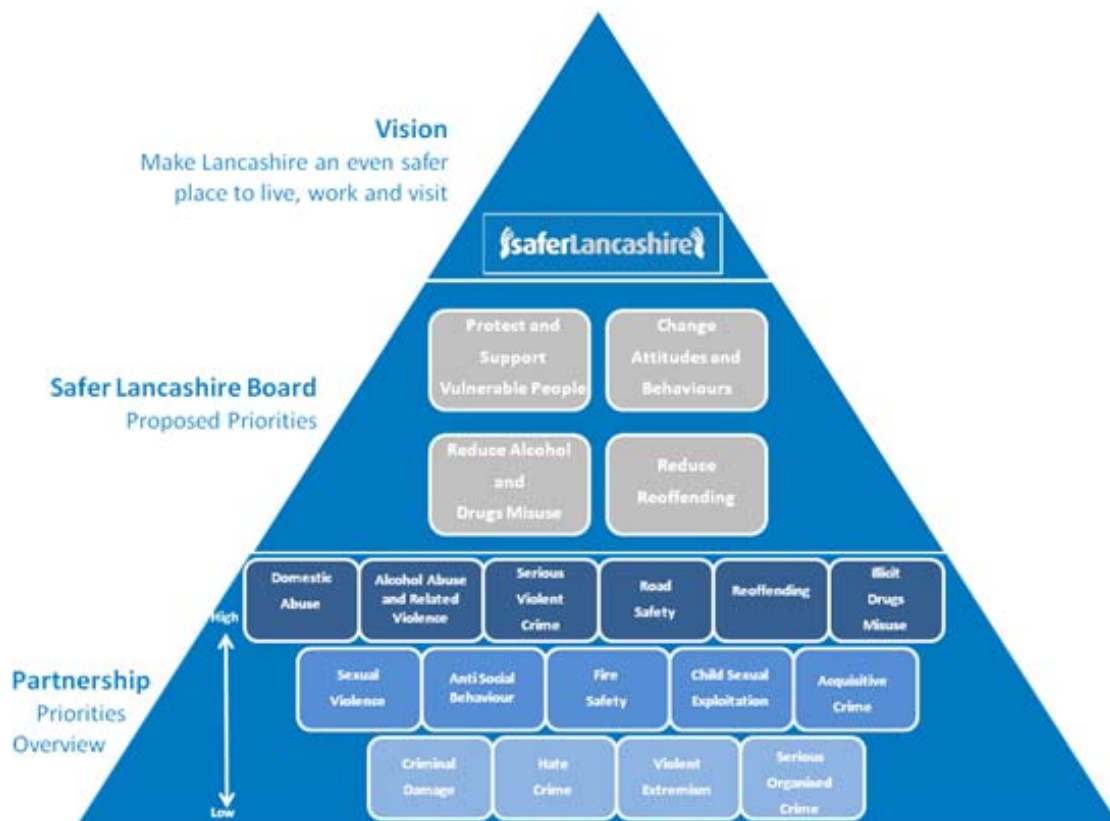 Vision
Make Lancashire an even safer
place to live, work and visit
saferLancashire
Safer Lancashire Board
Proposed Priorities
Protect and
Support
Vulnerable People
Change
Attitudes and
Behaviours
Reduce Alcohol
and
Drugs Misuse
Reduce
Reoffending
Partnership
Priorities
Overview
High
Low
Domestic
Abuse
Alcohol Abuse
and Related
Violence
Serious
Violent
Crime
Road
Safety
Reoffending
Illicit
Drugs
Misuse
Sexual
Violence
Anti Social
Behaviour
Fire
Safety
Child Sexual
Exploitation
Acquisitive
Crime
Criminal
Damage
Hate
Crime
Violent
Extremism
Serious
Organised
Crime